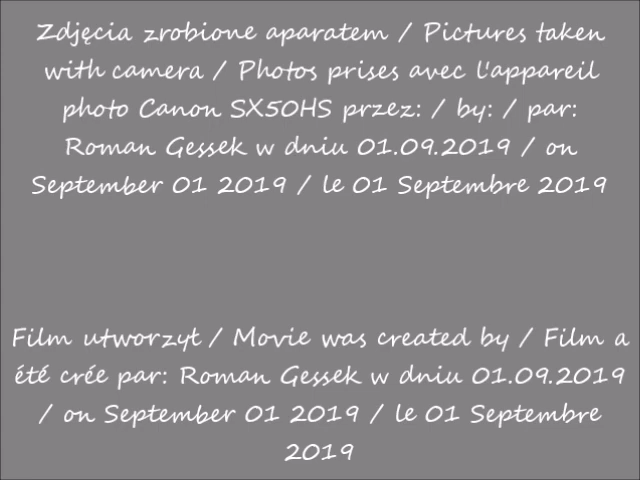 Zdjęcia zrobione aparatem / Pictures taken
with camera / Photos prises avec l'appareil
photo Canon SX50HS przez: / by: / par:
Roman Gessek w dniu 01.09.2019 / on
September 01 2019 / le 01 Septembre 2019
Film utworzył / Movie was created by / Film a
été crée par: Roman Gessek w dniu 01.09.2019
/ on September 01 2019 / le 01 Septembre
2019